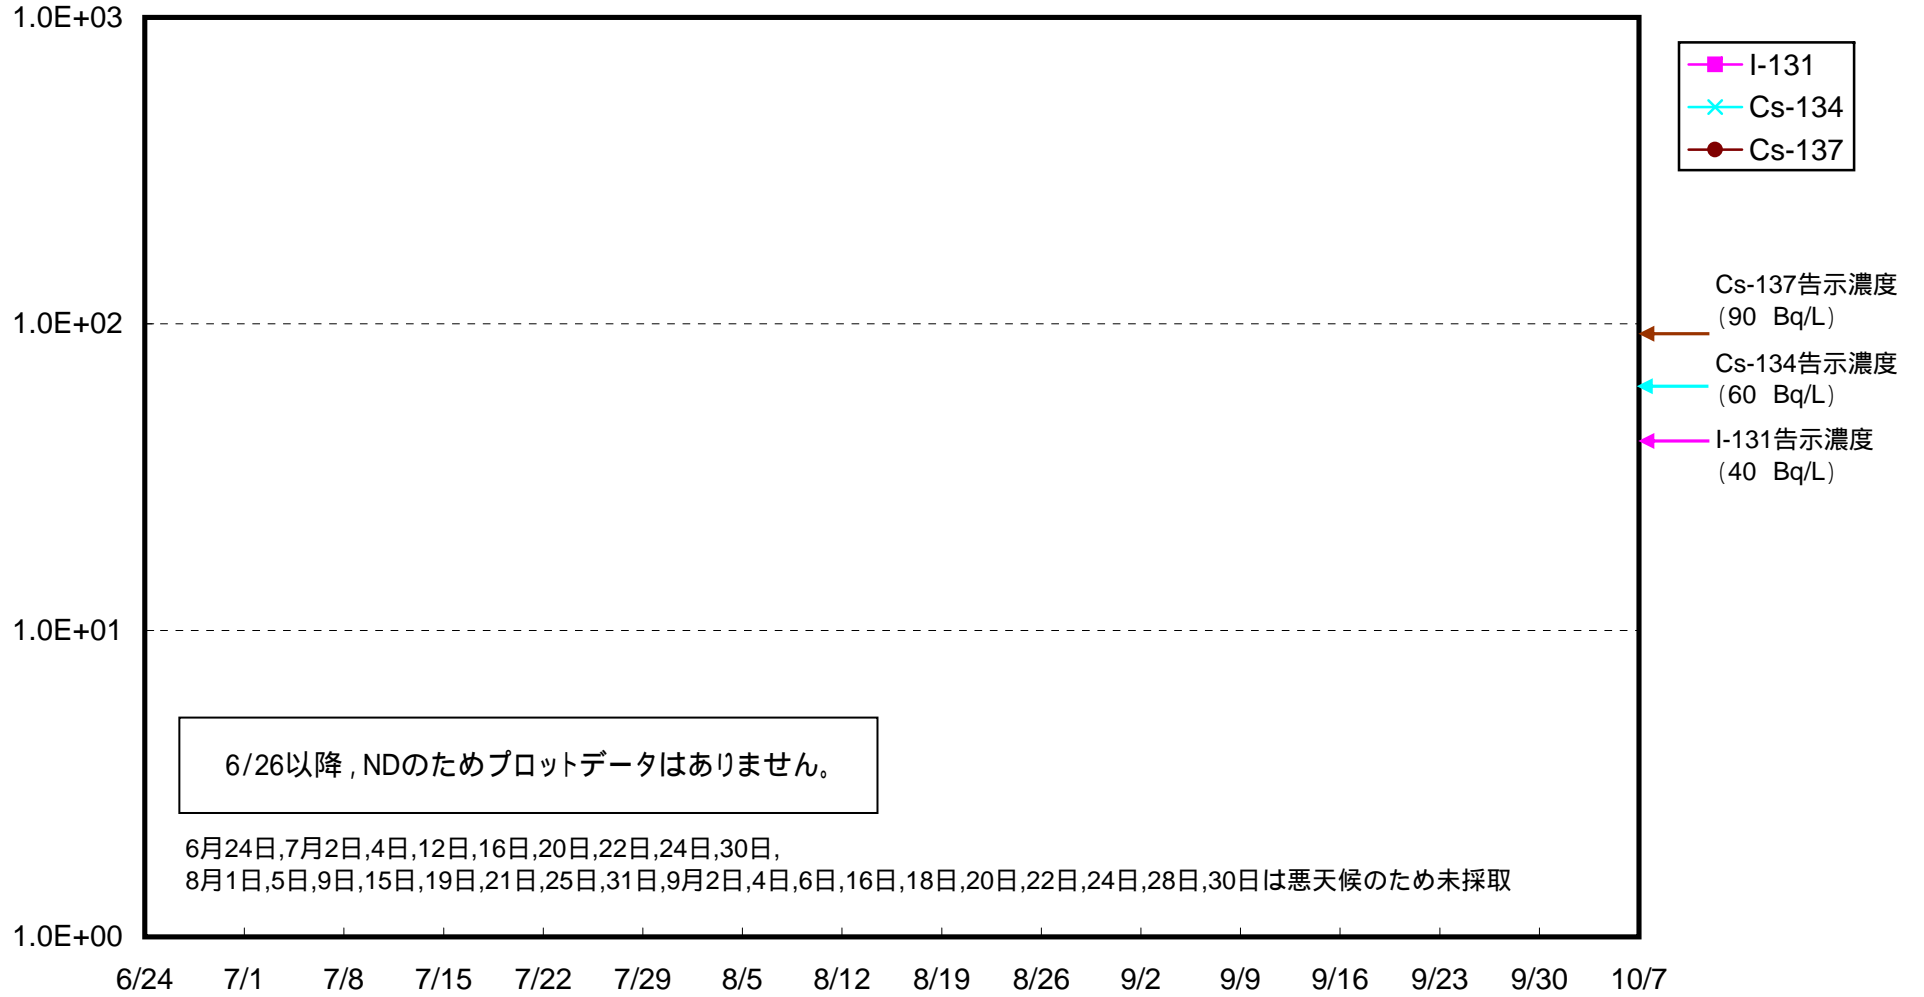 1.0E+03
1.0E+02
1.0E+01
1.0E+00
I-131
Cs-134
Cs-137
Cs-137告示濃度
(90 Bq/L)
Cs-134告示濃度
(60 Bq/L)
I-131告示濃度
(40 Bq/L)
6/26以降,NDのためプロットデータはありません。
6月24日,7月2日,4日,12日,16日,20日,22日,24日,30日,
8月1日,5日,9日,15日,19日,21日,25日,31日,9月2日,4日,6日,16日,18日,20日,22日,24日,28日,30日は悪天候のため未採取
6/24 7/1 7/8 7/15 7/22 7/29 8/5 8/12 8/19 8/26 9/2 9/9 9/16 9/23 9/30 10/7